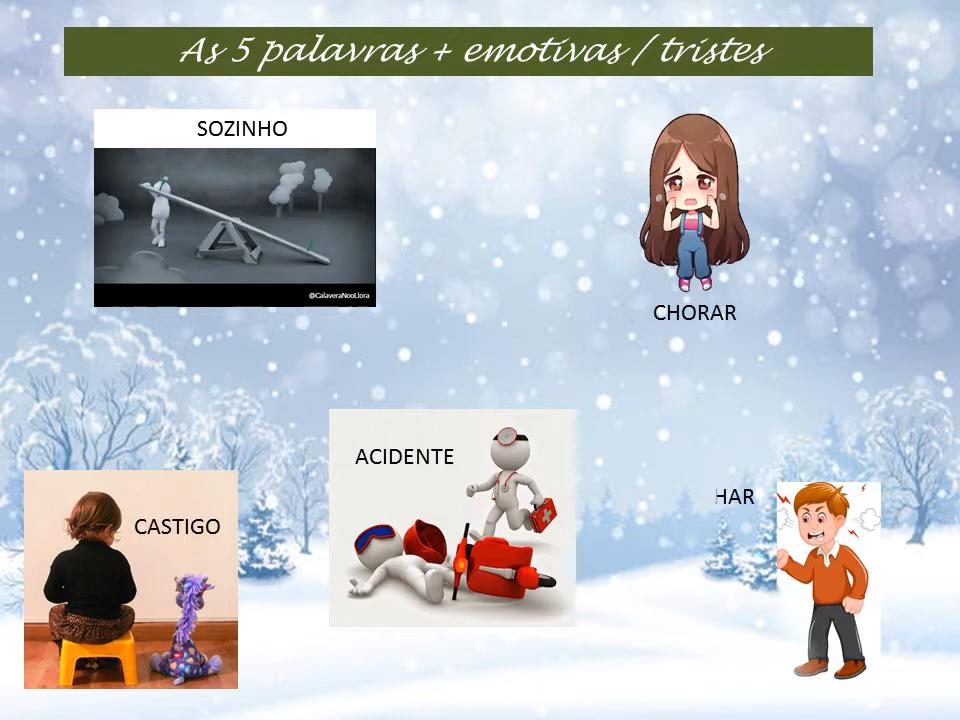 As 5 palavras + emotivas / tristes
SOZINHO
@CalaveraNooLlora
CHORAR
ACIDENTE
CASTIGO
HAR